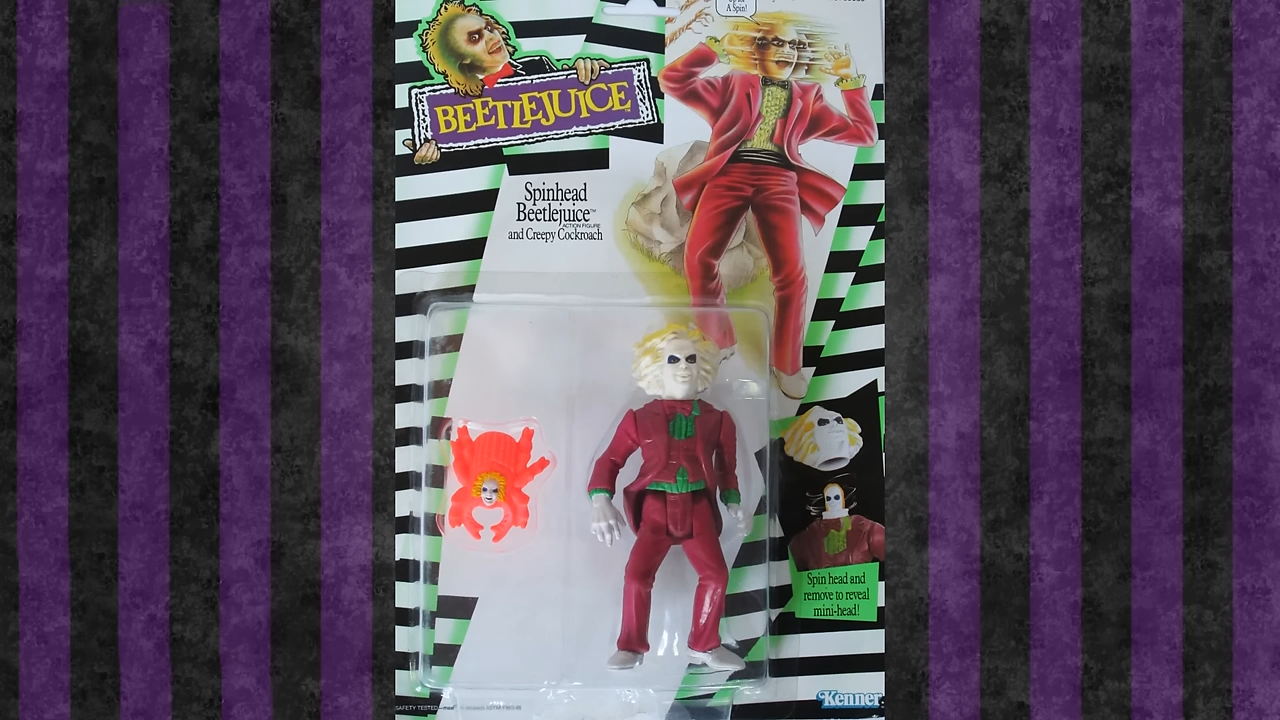 A Spin!
BEETLEJUICE
Spinhead
Beetlejuice™
ACTION FIGURE
and Creepy Cockroach
Spin head and
remove to reveal
mini-head!
Kenner
SAFETY TESTED